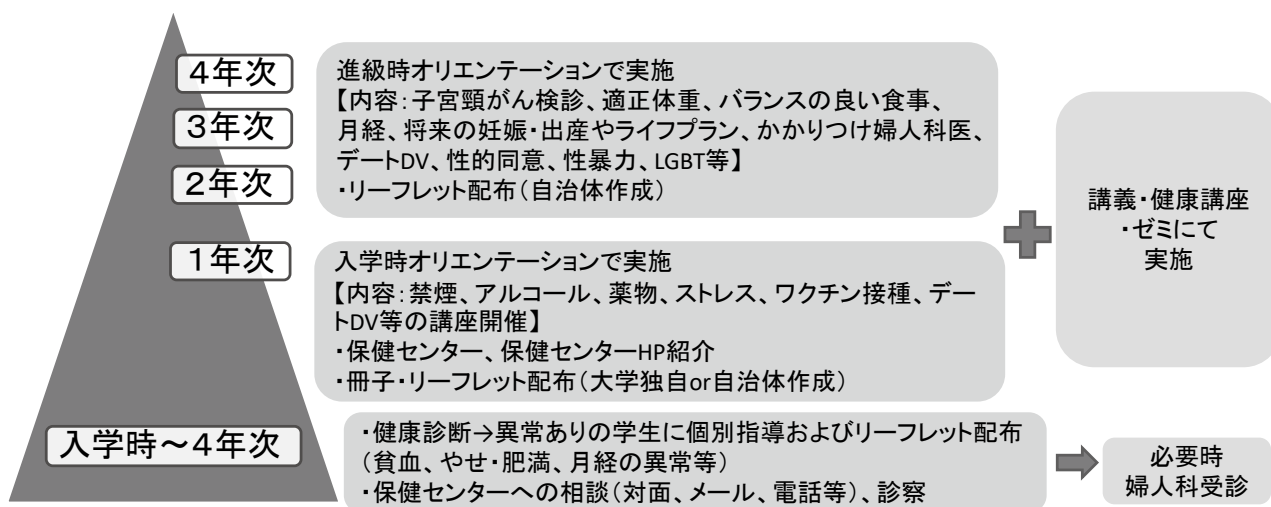 4年次
3年次
2年次
進級時オリエンテーションで実施
【内容:子宮頸がん検診、適正体重、バランスの良い食事、
月経、将来の妊娠・出産やライフプラン、かかりつけ婦人科医、
デートDV、性的同意、性暴力、LGBT等】
・リーフレット配布(自治体作成)
1年次
入学時オリエンテーションで実施
【内容:禁煙、アルコール、薬物、ストレス、ワクチン接種、デー
トDV等の講座開催】
・保健センター、保健センターHP紹介
・冊子・リーフレット配布(大学独自or自治体作成)
講義・健康講座
・ゼミにて
実施
入学時～4年次
・健康診断→異常ありの学生に個別指導およびリーフレット配布
(貧血、やせ・肥満、月経の異常等)
・保健センターへの相談(対面、メール、電話等)、診察
必要時
婦人科受診